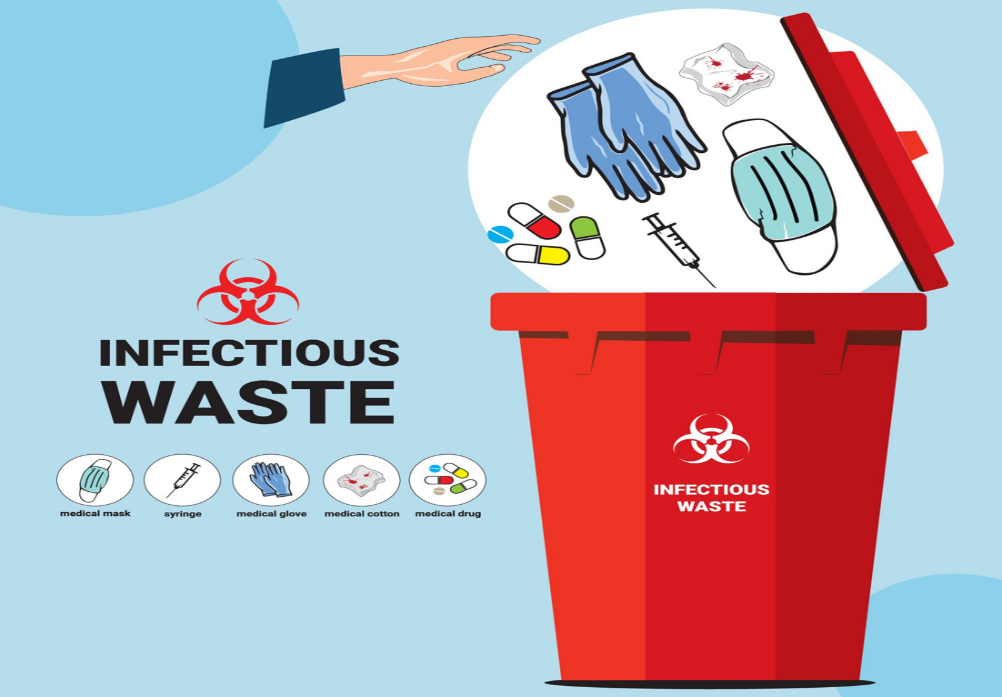 INFECTIOUS
WASTE
medical mask
syringe
medical glove
medical cotton
medical drug
INFECTIOUS
WASTE